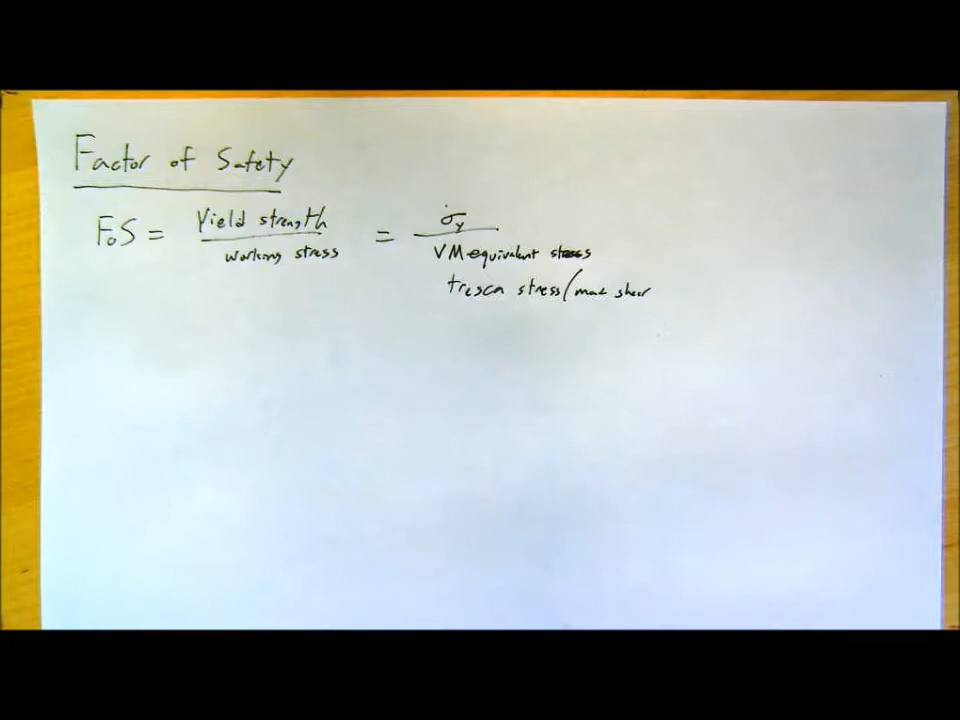 Factor of Safety
FoS = Yield strength / working stress = σy / VM equivalent stress
tresca stress/max shear